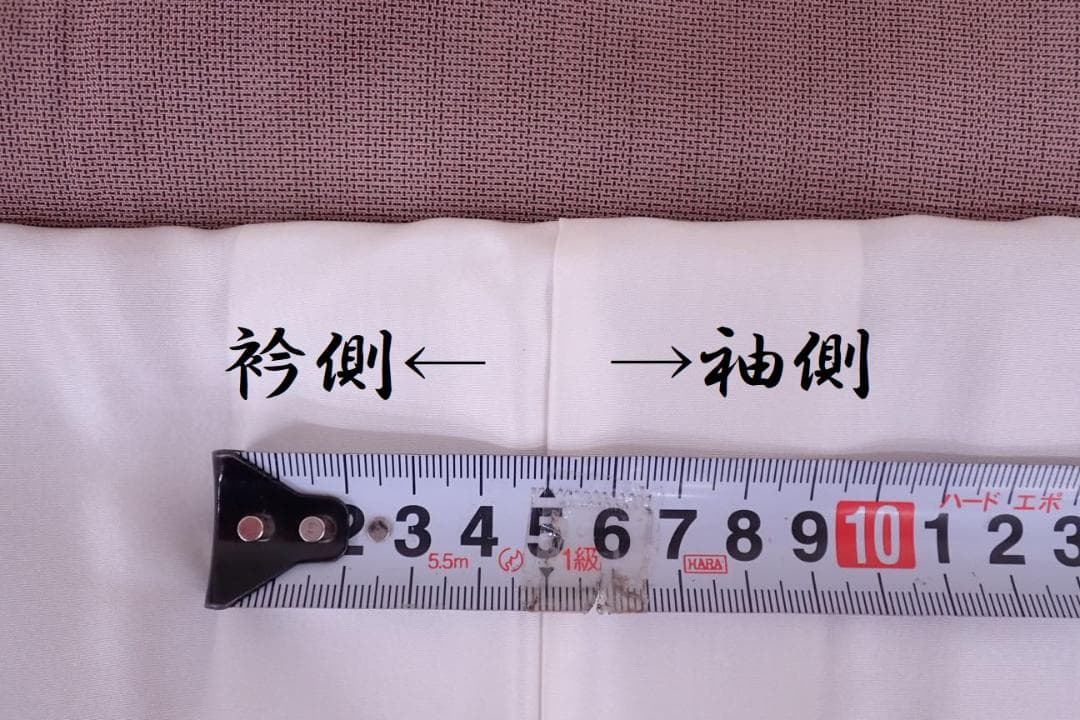 衿側← →袖側
2 3 4 5 6 7 8 9 10 1 2 3
ハード エポ
5.5m 1級 HARA